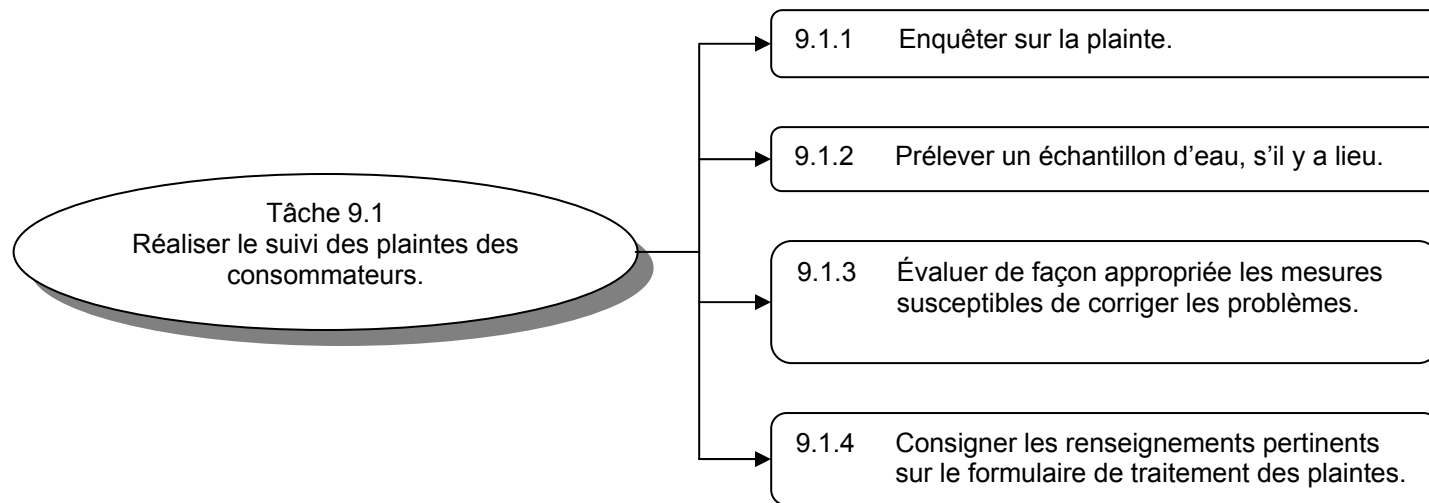 Tâche 9.1
Réaliser le suivi des plaintes des
consommateurs.
9.1.1 Enquêter sur la plainte.
9.1.2 Prélever un échantillon d’eau, s’il y a lieu.
9.1.3 Évaluer de façon appropriée les mesures
susceptibles de corriger les problèmes.
9.1.4 Consigner les renseignements pertinents
sur le formulaire de traitement des plaintes.